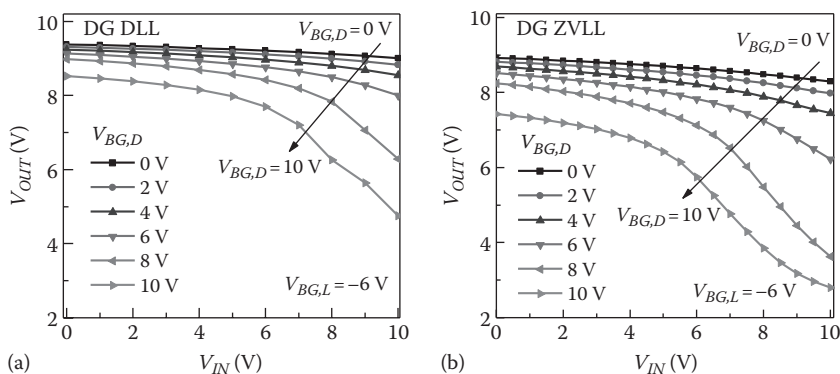 10
8
6
4
2
V_OUT (V)
DG DLL
V_BG,D = 0 V
V_BG,D
0 V
2 V
4 V
6 V
8 V
10 V
V_BG,D = 10 V
V_BG,L = −6 V
0 2 4 6 8 10
(a)
V_IN (V)
10
8
6
4
2
V_OUT (V)
DG ZVLL
V_BG,D = 0 V
V_BG,D
0 V
2 V
4 V
6 V
8 V
10 V
V_BG,D = 10 V
V_BG,L = −6 V
0 2 4 6 8 10
(b)
V_IN (V)